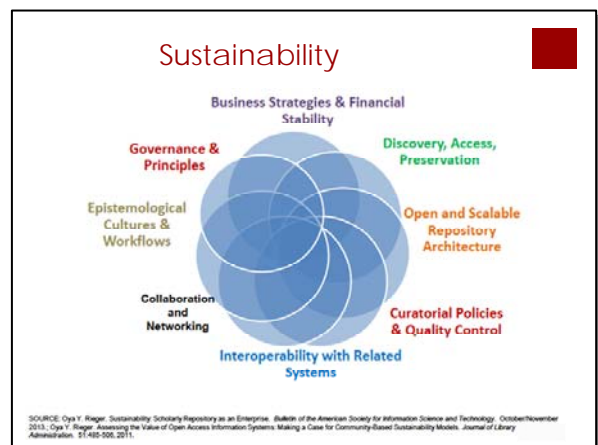 Sustainability
Business Strategies & Financial
Stability
Discovery, Access,
Preservation
Governance &
Principles
Open and Scalable
Repository
Architecture
Epistemological
Cultures &
Workflows
Collaboration
and
Networking
Curatorial Policies
& Quality Control
Interoperability with Related
Systems
SOURCE: Oya Y. Rieger. Sustainability: Scholarly Repository as an Enterprise. Bulletin of the American Society for Information Science and Technology. October/November
2013.; Oya Y. Rieger. Assessing the Value of Open Access Information Systems: Making a Case for Community-Based Sustainability Models. Journal of Library
Administration. 51:485-506, 2011.